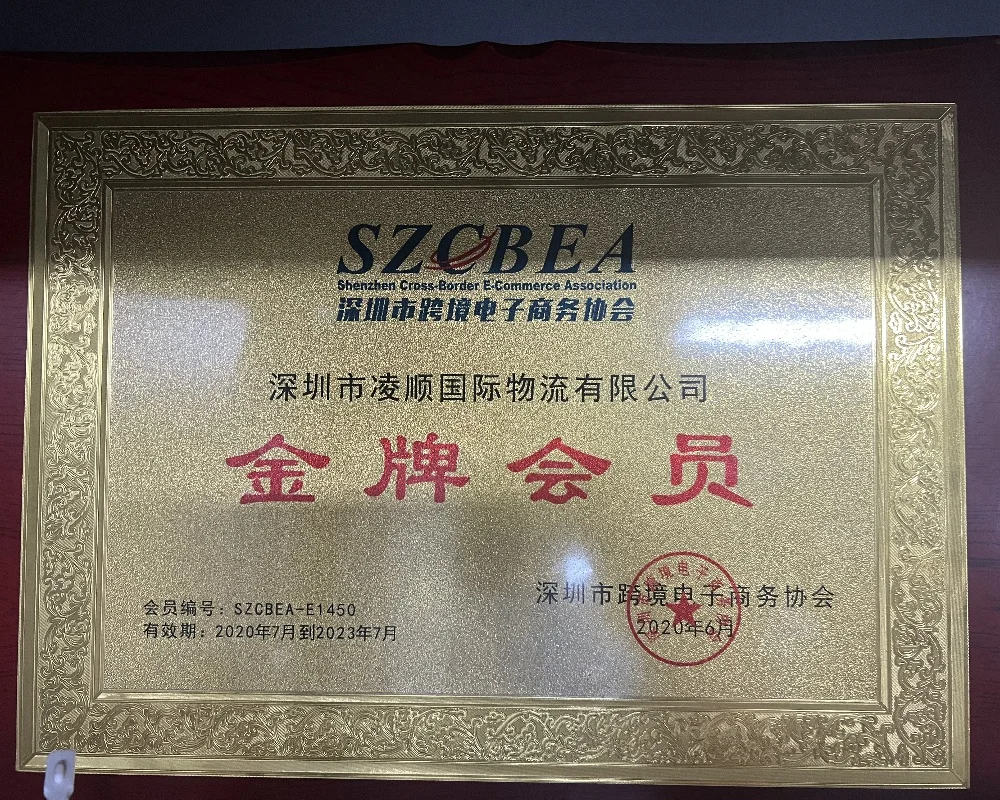 SZCBEA
Shenzhen Cross-Border E-Commerce Association
深圳市跨境电子商务协会
深圳市凌顺国际物流有限公司
金牌会员
会员编号：SZCBEA-E1450
有效期：2020年7月到2023年7月
深圳市跨境电子商务协会
2020年6月